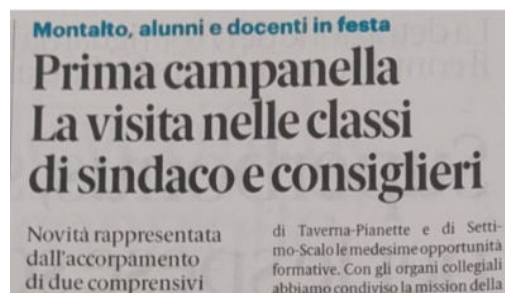 Montalto, alunni e docenti in festa
Prima campanella
La visita nelle classi
di sindaco e consiglieri
Novità rappresentata
dall'accorpamento
di due comprensivi
di Taverna-Pianette e di Setti-
mo-Scalo le medesime opportunità
formative. Con gli organi collegiali
abbiamo condiviso la mission della